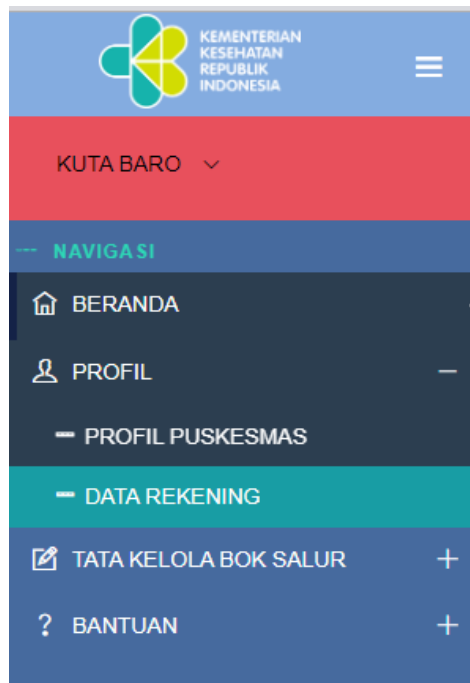 KEMENTERIAN
KESEHATAN
REPUBLIK
INDONESIA
KUTA BARO
NAVIGASI
BERANDA
PROFIL
PROFIL PUSKESMAS
DATA REKENING
TATA KELOLA BOK SALUR
? BANTUAN